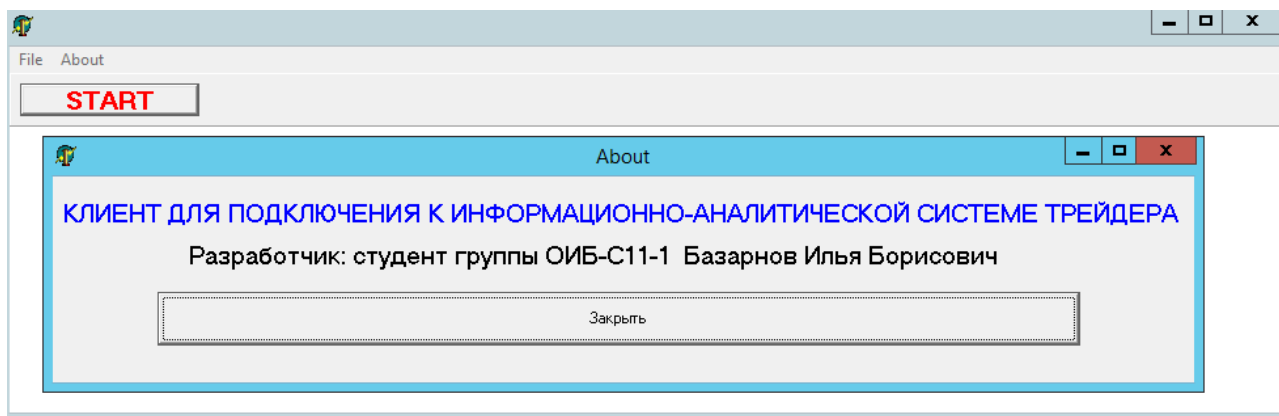 File About
START
About
КЛИЕНТ ДЛЯ ПОДКЛЮЧЕНИЯ К ИНФОРМАЦИОННО-АНАЛИТИЧЕСКОЙ СИСТЕМЕ ТРЕЙДЕРА
Разработчик: студент группы ОИБ-С11-1 Базарнов Илья Борисович
Закрыть